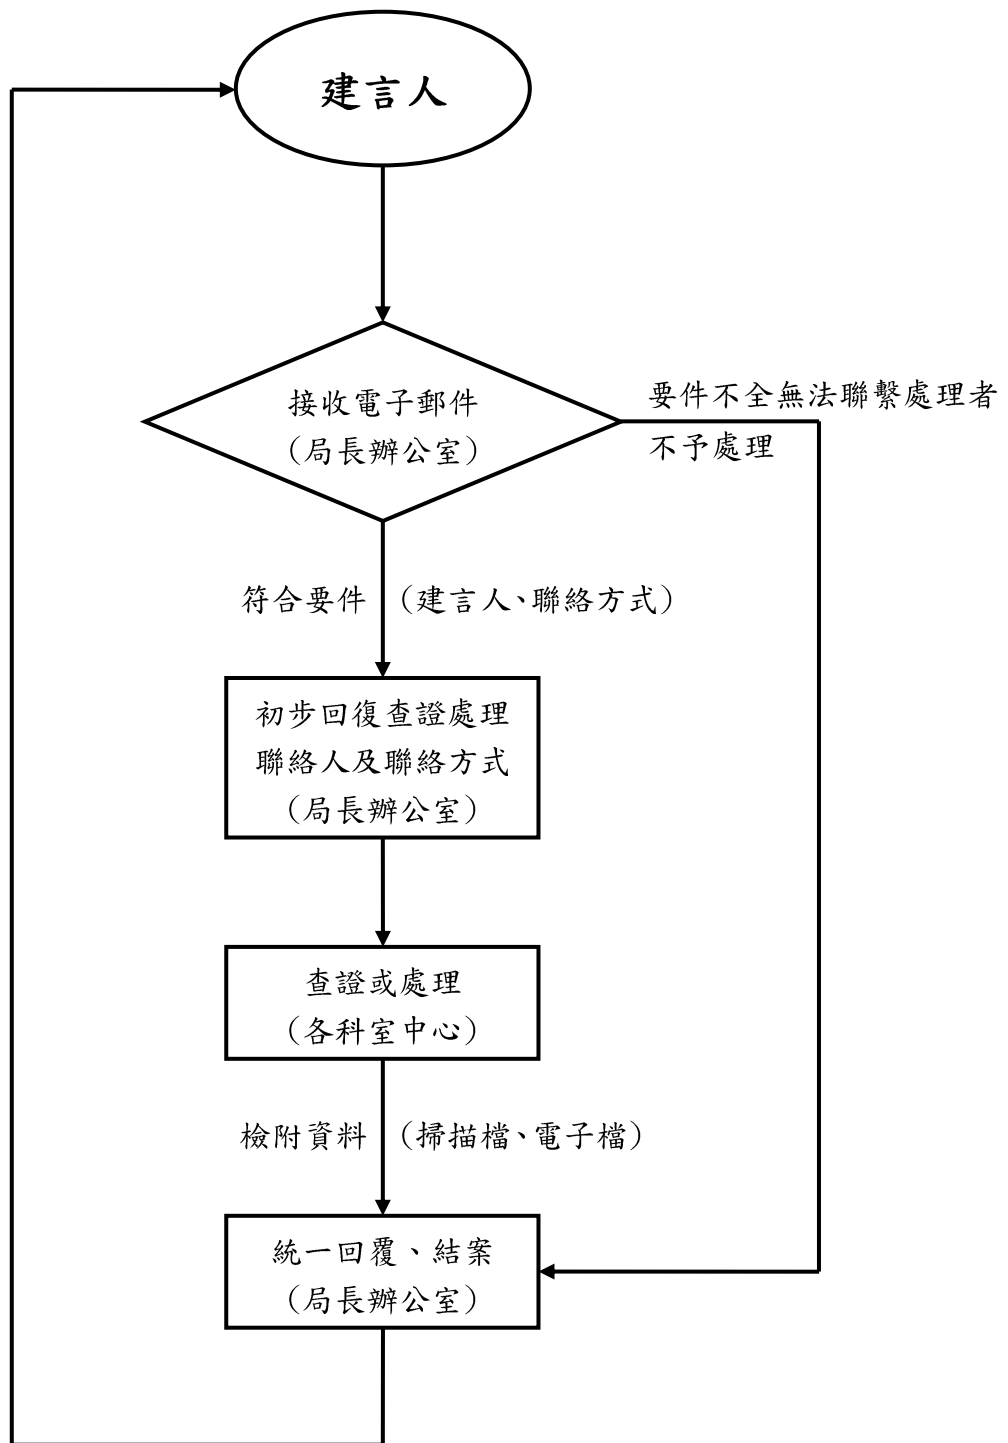 建言人
接收電子郵件
（局長辦公室）
要件不全無法聯繫處理者
不予處理
符合要件（建言人、聯絡方式）
初步回復查證處理
聯絡人及聯絡方式
（局長辦公室）
查證或處理
（各科室中心）
檢附資料（掃描檔、電子檔）
統一回覆、結案
（局長辦公室）